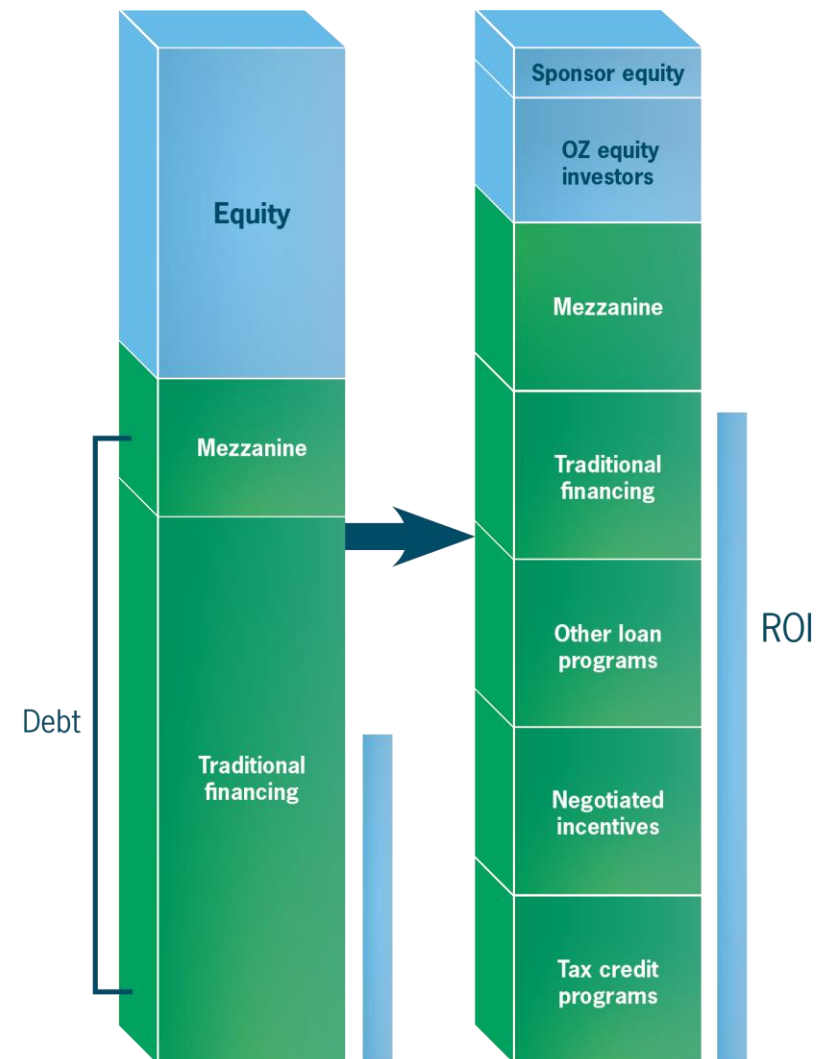 Equity
Mezzanine
Traditional
financing
Debt
Sponsor equity
OZ equity
investors
Mezzanine
Traditional
financing
Other loan
programs
Negotiated
incentives
Tax credit
programs
ROI